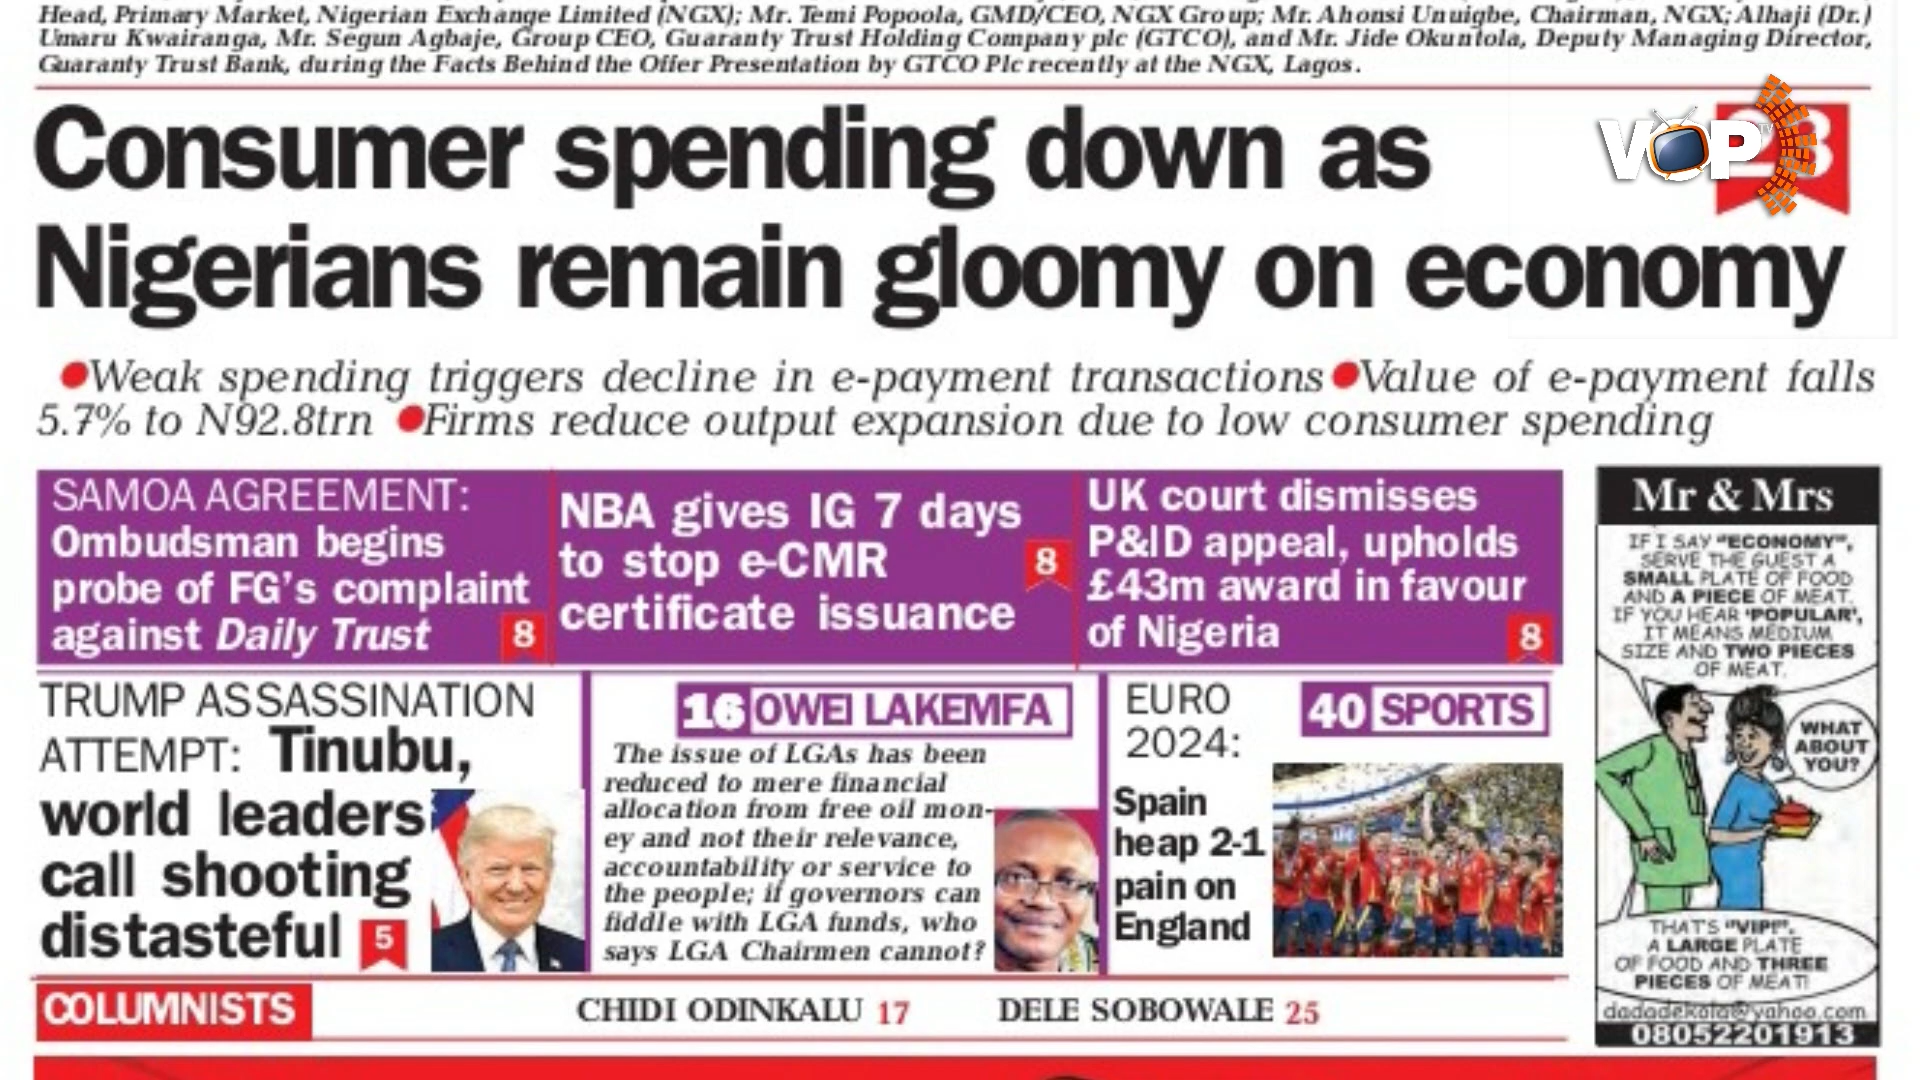 Head, Primary Market, Nigerian Exchange Limited (NGX); Mr. Temi Popoola, GMD/CEO, NGX Group; Mr. Ahonsi Unuigbe, Chairman, NGX; Alhaji (Dr.)
Umaru Kwairanga, Mr. Segun Agbaje, Group CEO, Guaranty Trust Holding Company plc (GTCO), and Mr. Jide Okuntola, Deputy Managing Director,
Guaranty Trust Bank, during the Facts Behind the Offer Presentation by GTCO Plc recently at the NGX, Lagos.
VOP
TV
Consumer spending down as
Nigerians remain gloomy on economy
●Weak spending triggers decline in e-payment transactions●Value of e-payment falls
5.7% to N92.8trn ●Firms reduce output expansion due to low consumer spending
SAMOA AGREEMENT:
Ombudsman begins
probe of FG's complaint
against Daily Trust 8
NBA gives IG 7 days
to stop e-CMR 8
certificate issuance
UK court dismisses
P&ID appeal, upholds
£43m award in favour
of Nigeria 8
TRUMP ASSASSINATION
ATTEMPT: Tinubu,
world leaders
call shooting
distasteful 5
16 OWEI LAKEMFA
The issue of LGAs has been
reduced to mere financial
allocation from free oil mon-
ey and not their relevance,
accountability or service to
the people; if governors can
fiddle with LGA funds, who
says LGA Chairmen cannot?
EURO
2024:
40 SPORTS
Spain
heap 2-1
pain on
England
Mr & Mrs
IF I SAY "ECONOMY",
SERVE THE GUEST A
SMALL PLATE OF FOOD
AND A PIECE OF MEAT.
IF YOU HEAR 'POPULAR',
IT MEANS MEDIUM
SIZE AND TWO PIECES
OF MEAT.
WHAT
ABOUT
YOU?
THAT'S "VIP!".
A LARGE PLATE
OF FOOD AND THREE
PIECES OF MEAT!
dadadekola@yahoo.com
08052201913
COLUMNISTS
CHIDI ODINKALU 17
DELE SOBOWALE 25